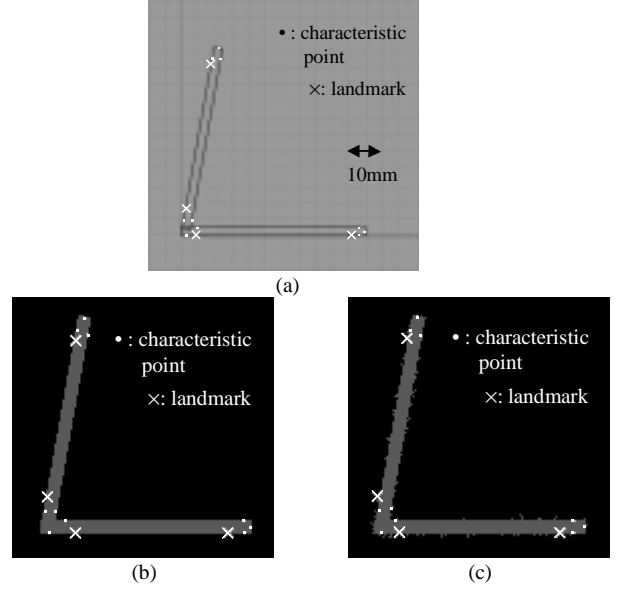 • : characteristic
point
×: landmark
10mm
(a)
• : characteristic
point
×: landmark
(b)
• : characteristic
point
×: landmark
(c)